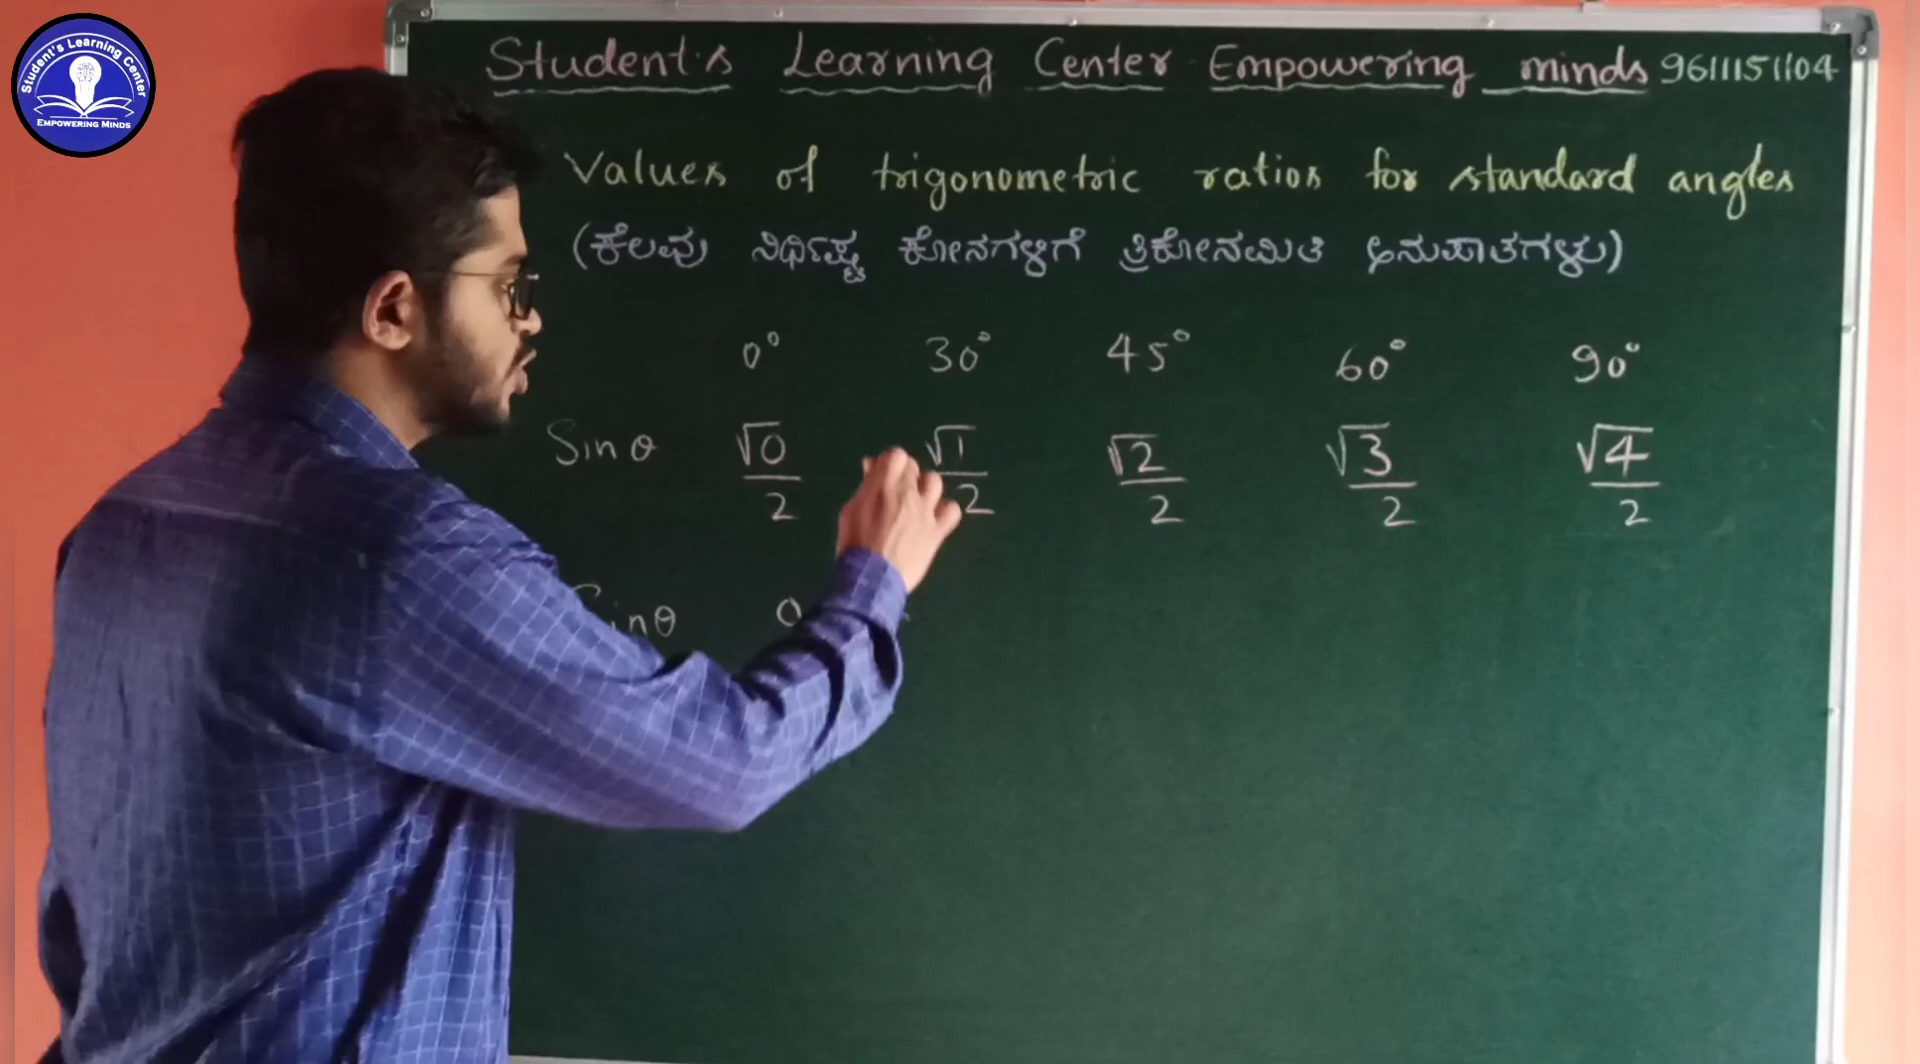 Student's Learning Center
EMPOWERING MINDS
Student's Learning Center Empowering minds 9611151104
Values of trigonometric ratios for standard angles
(ಕೆಲವು ನಿರ್ಧಿಷ್ಟ ಕೋನಗಳಿಗೆ ತ್ರಿಕೋನಮಿತಿ ಅನುಪಾತಗಳು)
0° 30° 45° 60° 90°
Sinθ √0/2 √1/2 √2/2 √3/2 √4/2
Sinθ 0